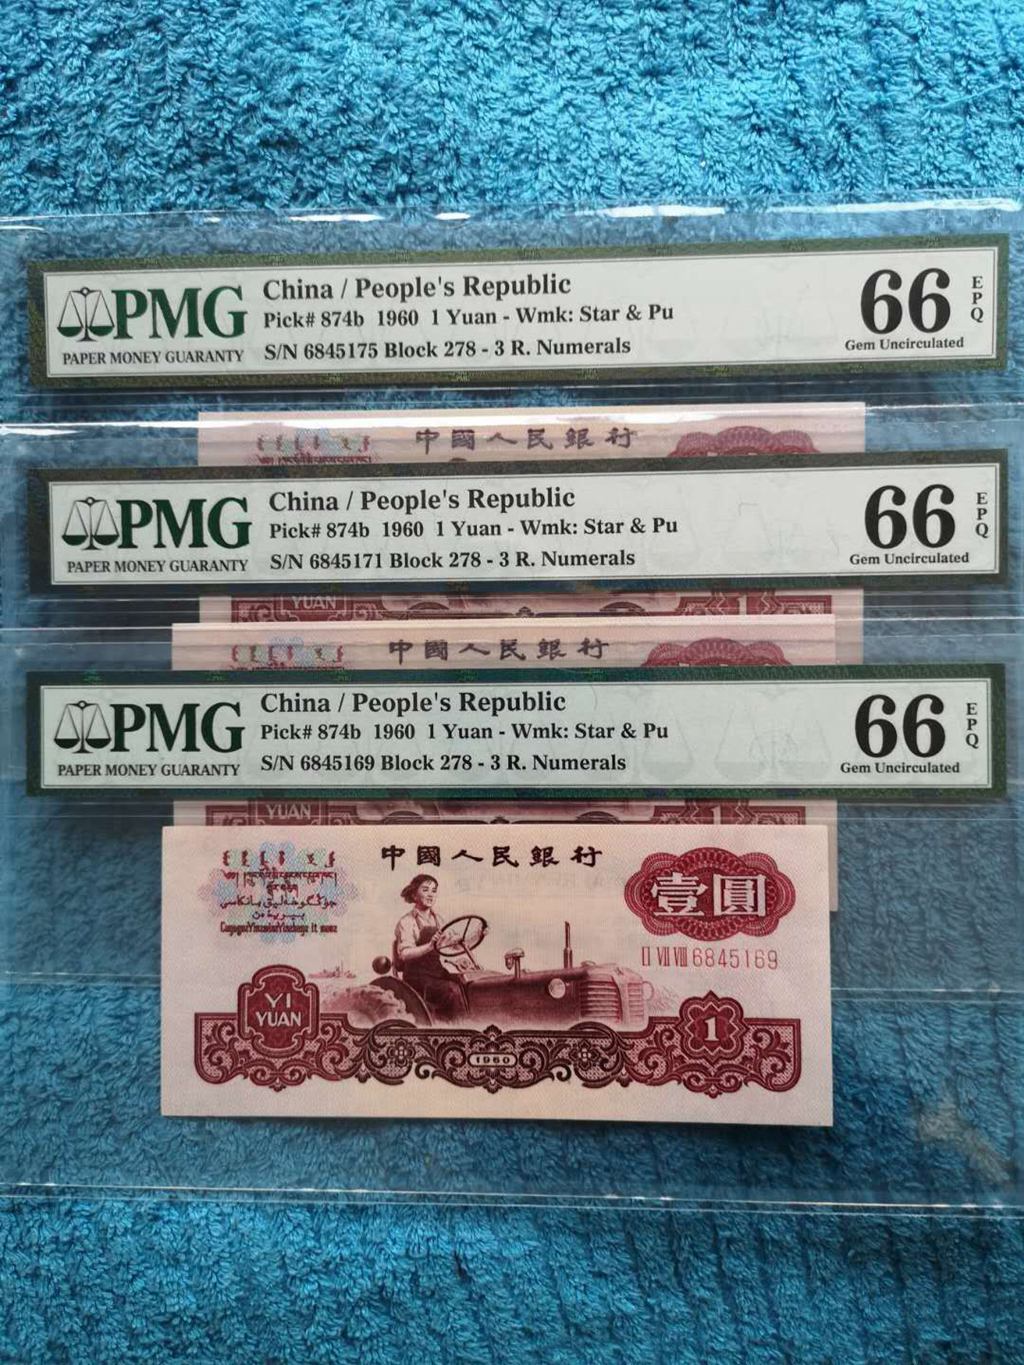 PMG
PAPER MONEY GUARANTY
China / People's Republic
Pick# 874b 1960 1 Yuan - Wmk: Star & Pu
S/N 6845175 Block 278 - 3 R. Numerals
66 EPQ
Gem Uncirculated
中國人民銀行
PMG
PAPER MONEY GUARANTY
China / People's Republic
Pick# 874b 1960 1 Yuan - Wmk: Star & Pu
S/N 6845171 Block 278 - 3 R. Numerals
66 EPQ
Gem Uncirculated
YUAN
中國人民銀行
PMG
PAPER MONEY GUARANTY
China / People's Republic
Pick# 874b 1960 1 Yuan - Wmk: Star & Pu
S/N 6845169 Block 278 - 3 R. Numerals
66 EPQ
Gem Uncirculated
YUAN
1
中國人民銀行
壹圓
II VII VIII 6845169
YI
YUAN
1
1960